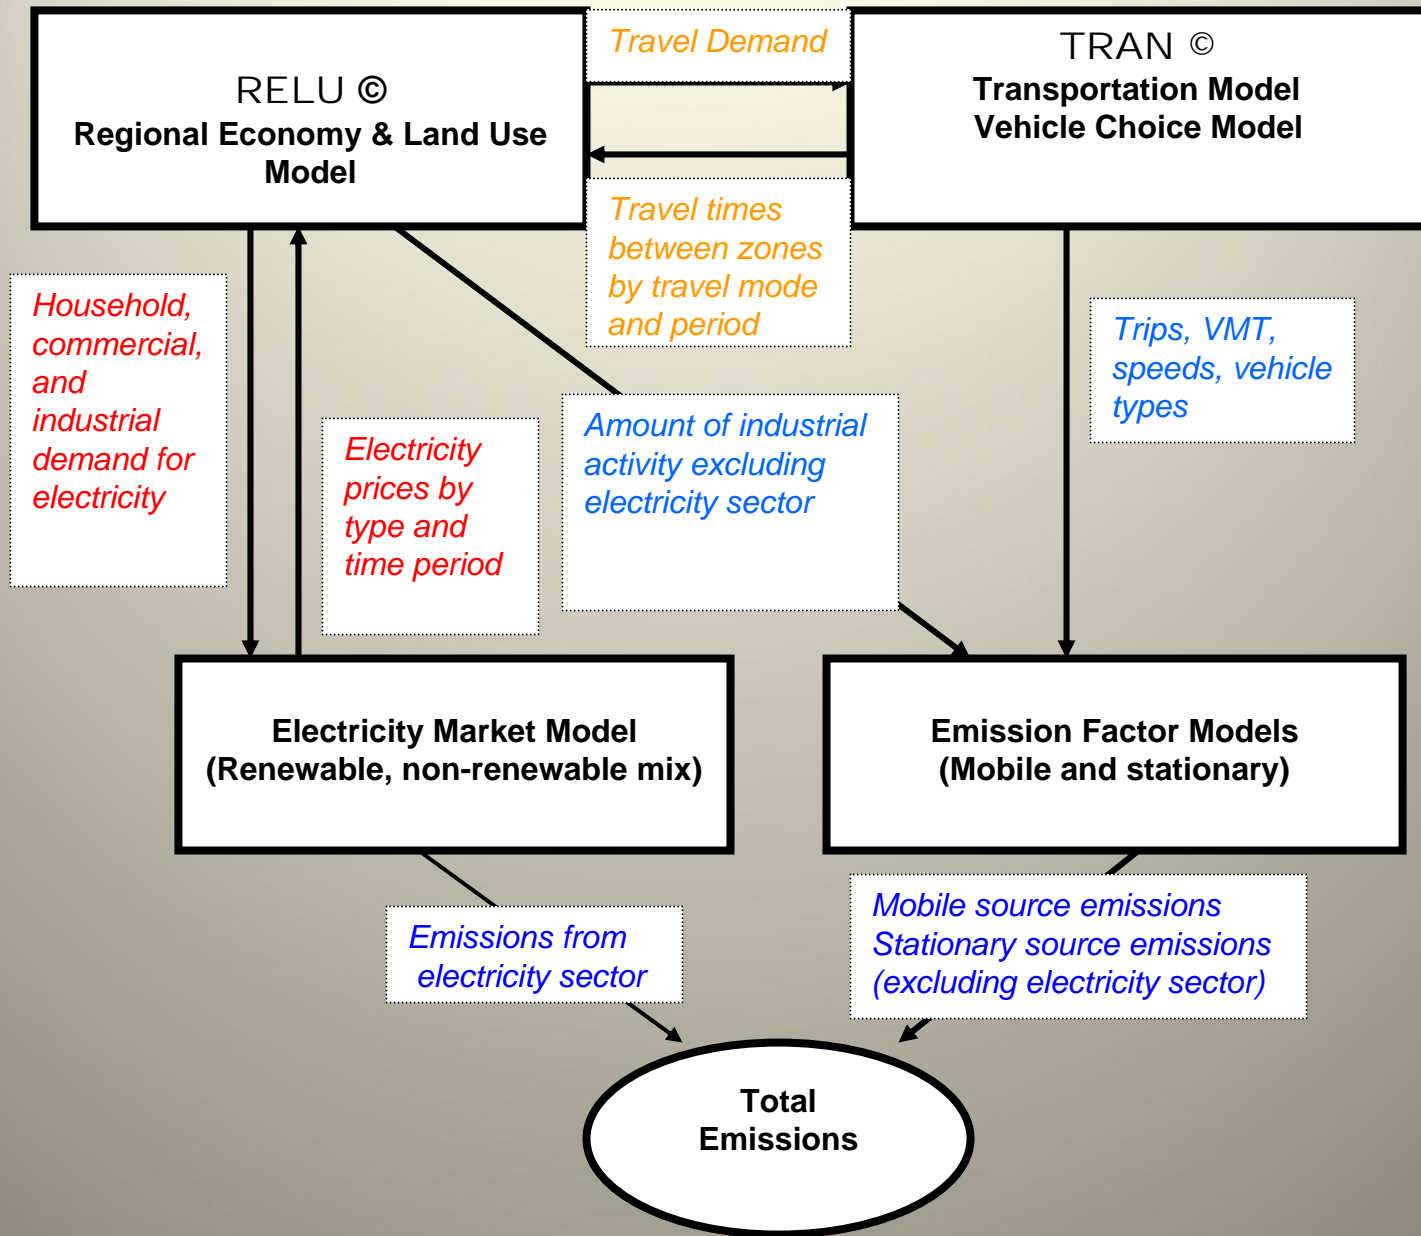 RELU ©
Regional Economy & Land Use
Model
Travel Demand
TRAN ©
Transportation Model
Vehicle Choice Model
Travel times
between zones
by travel mode
and period
Household,
commercial,
and
industrial
demand for
electricity
Electricity
prices by
type and
time period
Amount of industrial
activity excluding
electricity sector
Trips, VMT,
speeds, vehicle
types
Electricity Market Model
(Renewable, non-renewable mix)
Emission Factor Models
(Mobile and stationary)
Emissions from
electricity sector
Mobile source emissions
Stationary source emissions
(excluding electricity sector)
Total
Emissions